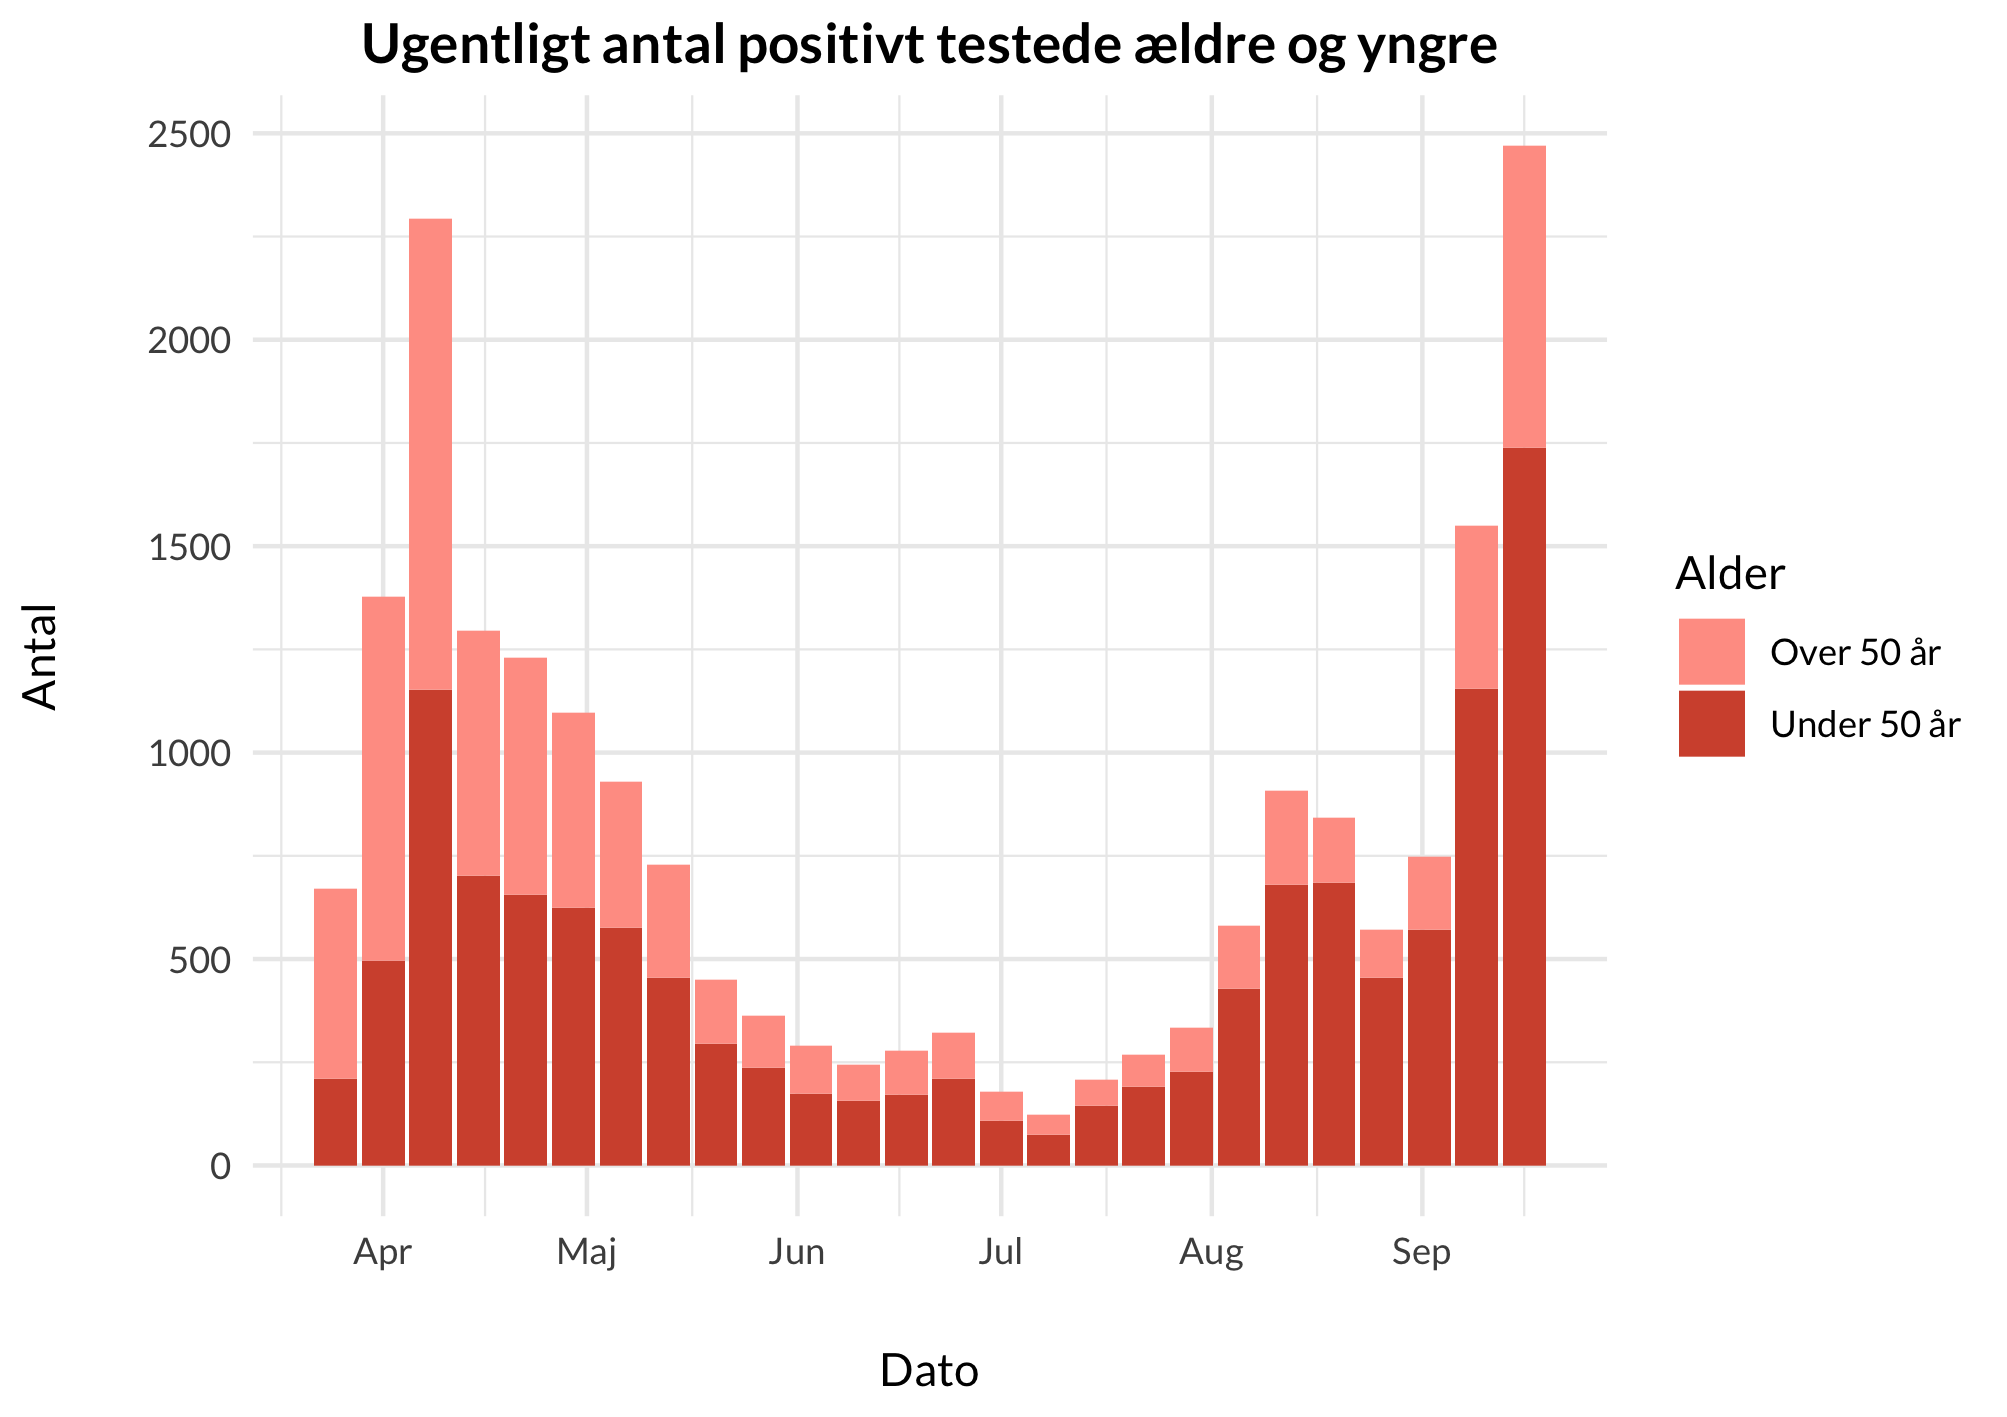 Ugentligt antal positivt testede ældre og yngre
Antal
2500
2000
1500
1000
500
0
Apr
Maj
Jun
Jul
Aug
Sep
Dato
Alder
Over 50 år
Under 50 år